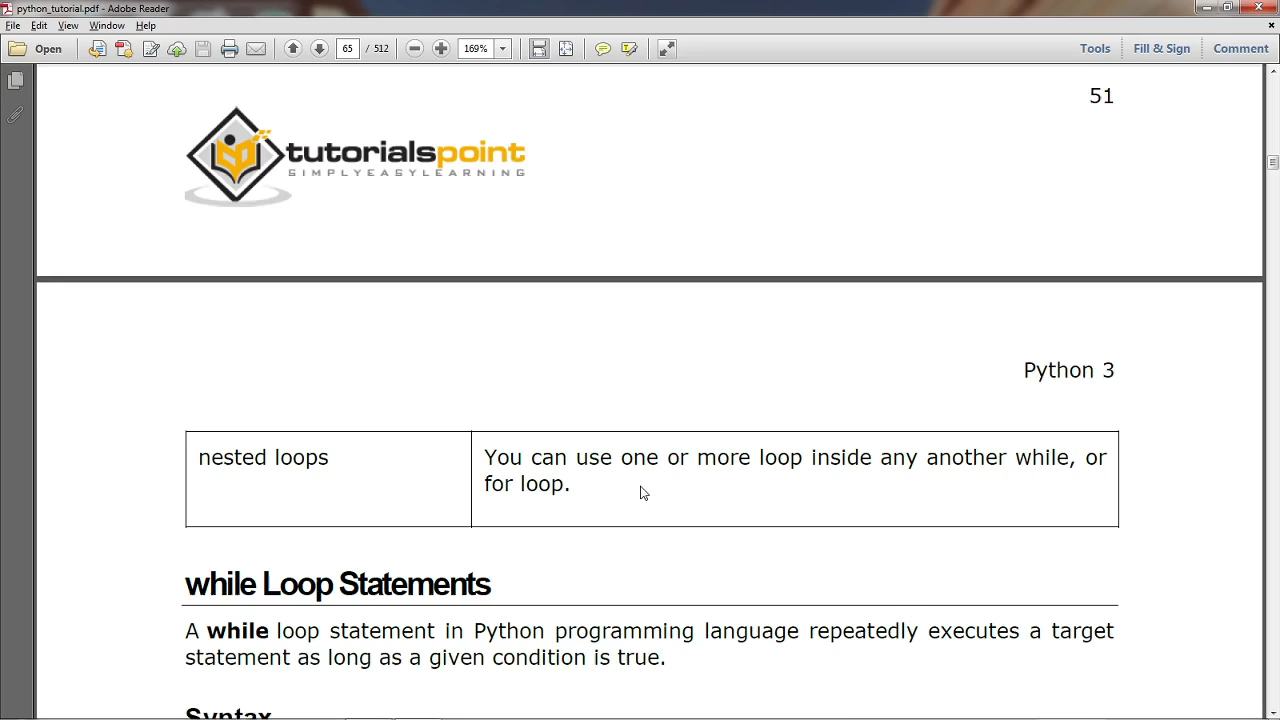 python_tutorial.pdf - Adobe Reader
File Edit View Window Help
Open 65 / 512 169% Tools Fill & Sign Comment
51
tutorialspoint
SIMPLYEASYLEARNING
Python 3
nested loops
You can use one or more loop inside any another while, or
for loop.
while Loop Statements
A while loop statement in Python programming language repeatedly executes a target
statement as long as a given condition is true.
Syntax